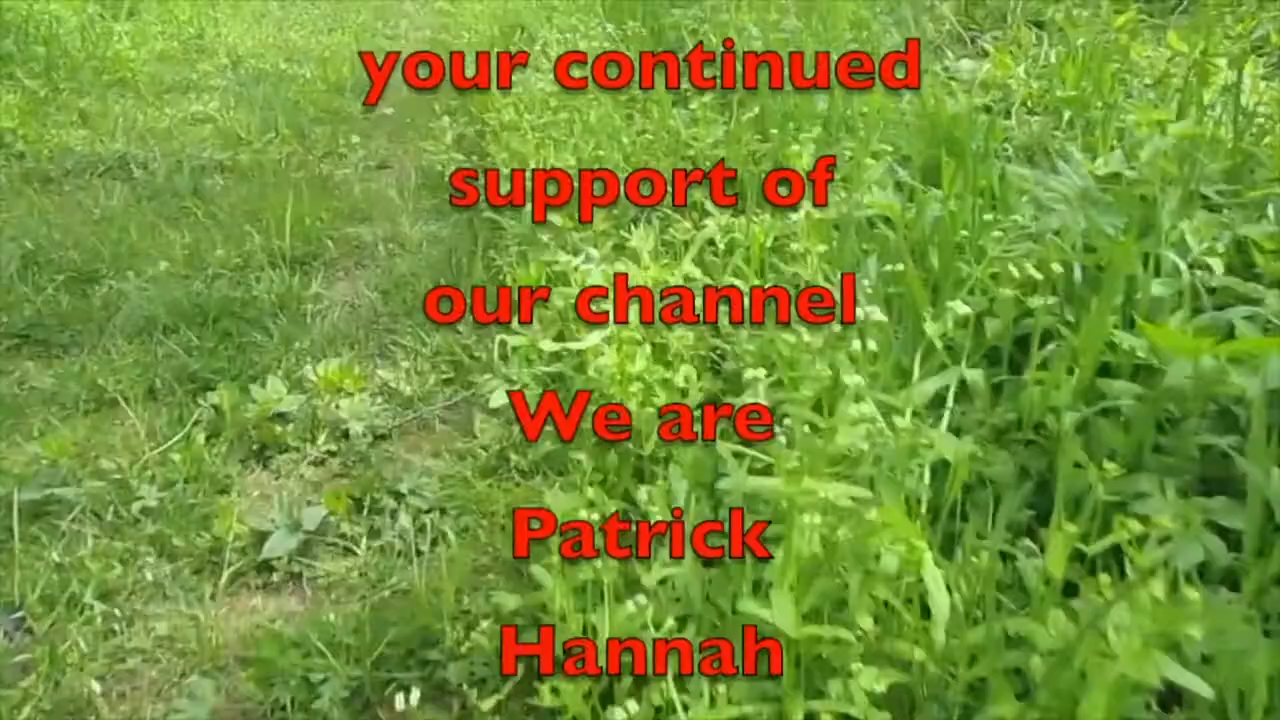 your continued
support of
our channel
We are
Patrick
Hannah